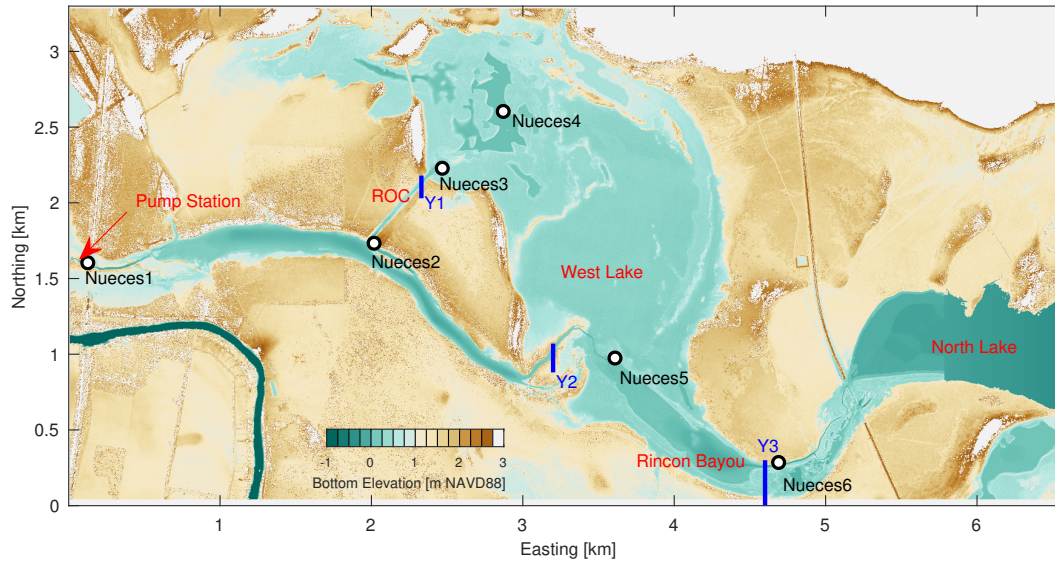 3
2.5
2
1.5
1
0.5
0
Northing [km]
Nueces4
Nueces3
ROC
Y1
Pump Station
Nueces2
Nueces1
West Lake
North Lake
Nueces5
Y2
Y3
Rincon Bayou
Nueces6
-1 0 1 2 3
Bottom Elevation [m NAVD88]
1 2 3 4 5 6
Easting [km]